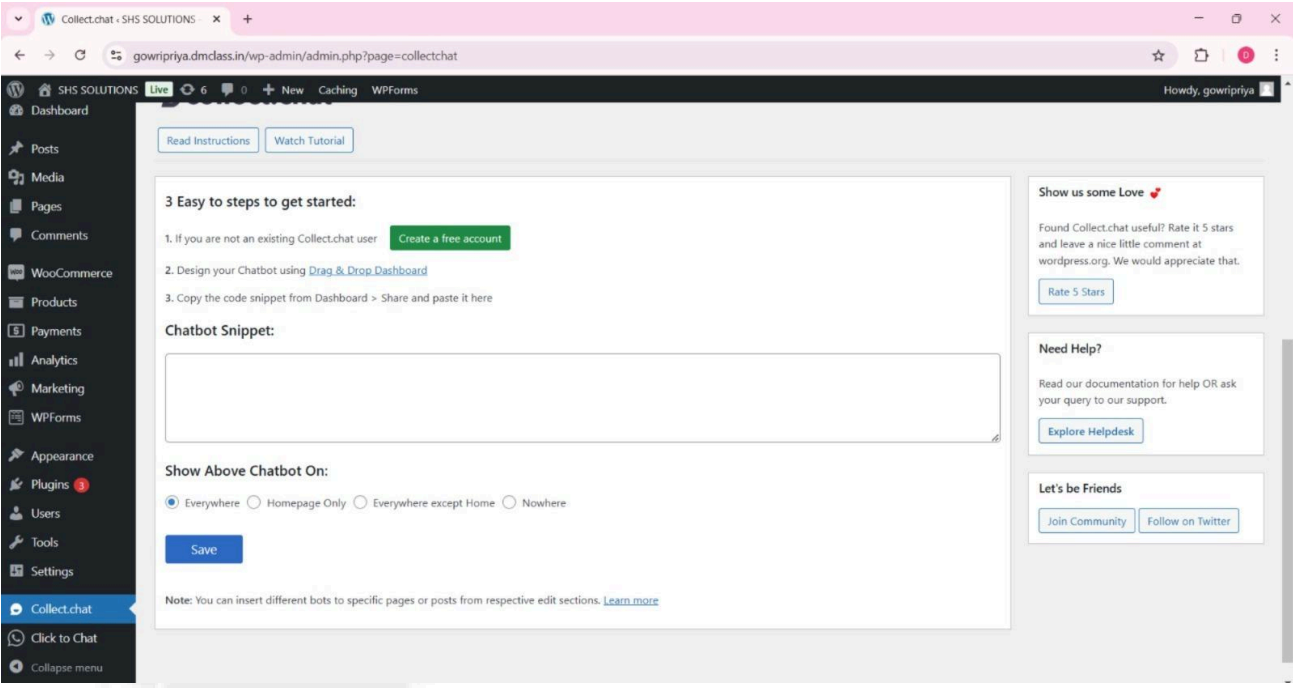 Collect.chat ‹ SHS SOLUTIONS –
gowripriya.dmclass.in/wp-admin/admin.php?page=collectchat
D
SHS SOLUTIONS Live 6 0 New Caching WPForms
Howdy, gowripriya
Dashboard
Posts
Media
Pages
Comments
WooCommerce
Products
Payments
Analytics
Marketing
WPForms
Appearance
Plugins 3
Users
Tools
Settings
Collect.chat
Click to Chat
Collapse menu
Read Instructions Watch Tutorial
3 Easy to steps to get started:
1. If you are not an existing Collect.chat user Create a free account
2. Design your Chatbot using Drag & Drop Dashboard
3. Copy the code snippet from Dashboard > Share and paste it here
Chatbot Snippet:
Show Above Chatbot On:
Everywhere Homepage Only Everywhere except Home Nowhere
Save
Note: You can insert different bots to specific pages or posts from respective edit sections. Learn more
Show us some Love 💕
Found Collect.chat useful? Rate it 5 stars
and leave a nice little comment at
wordpress.org. We would appreciate that.
Rate 5 Stars
Need Help?
Read our documentation for help OR ask
your query to our support.
Explore Helpdesk
Let's be Friends
Join Community Follow on Twitter